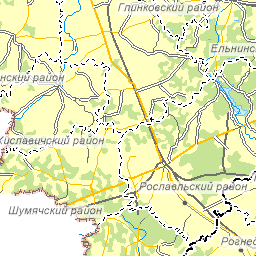 Глинковский район
Ельнинс
нский район
Хиславичский район
Рославльский район
Шумячский район
Рогнед